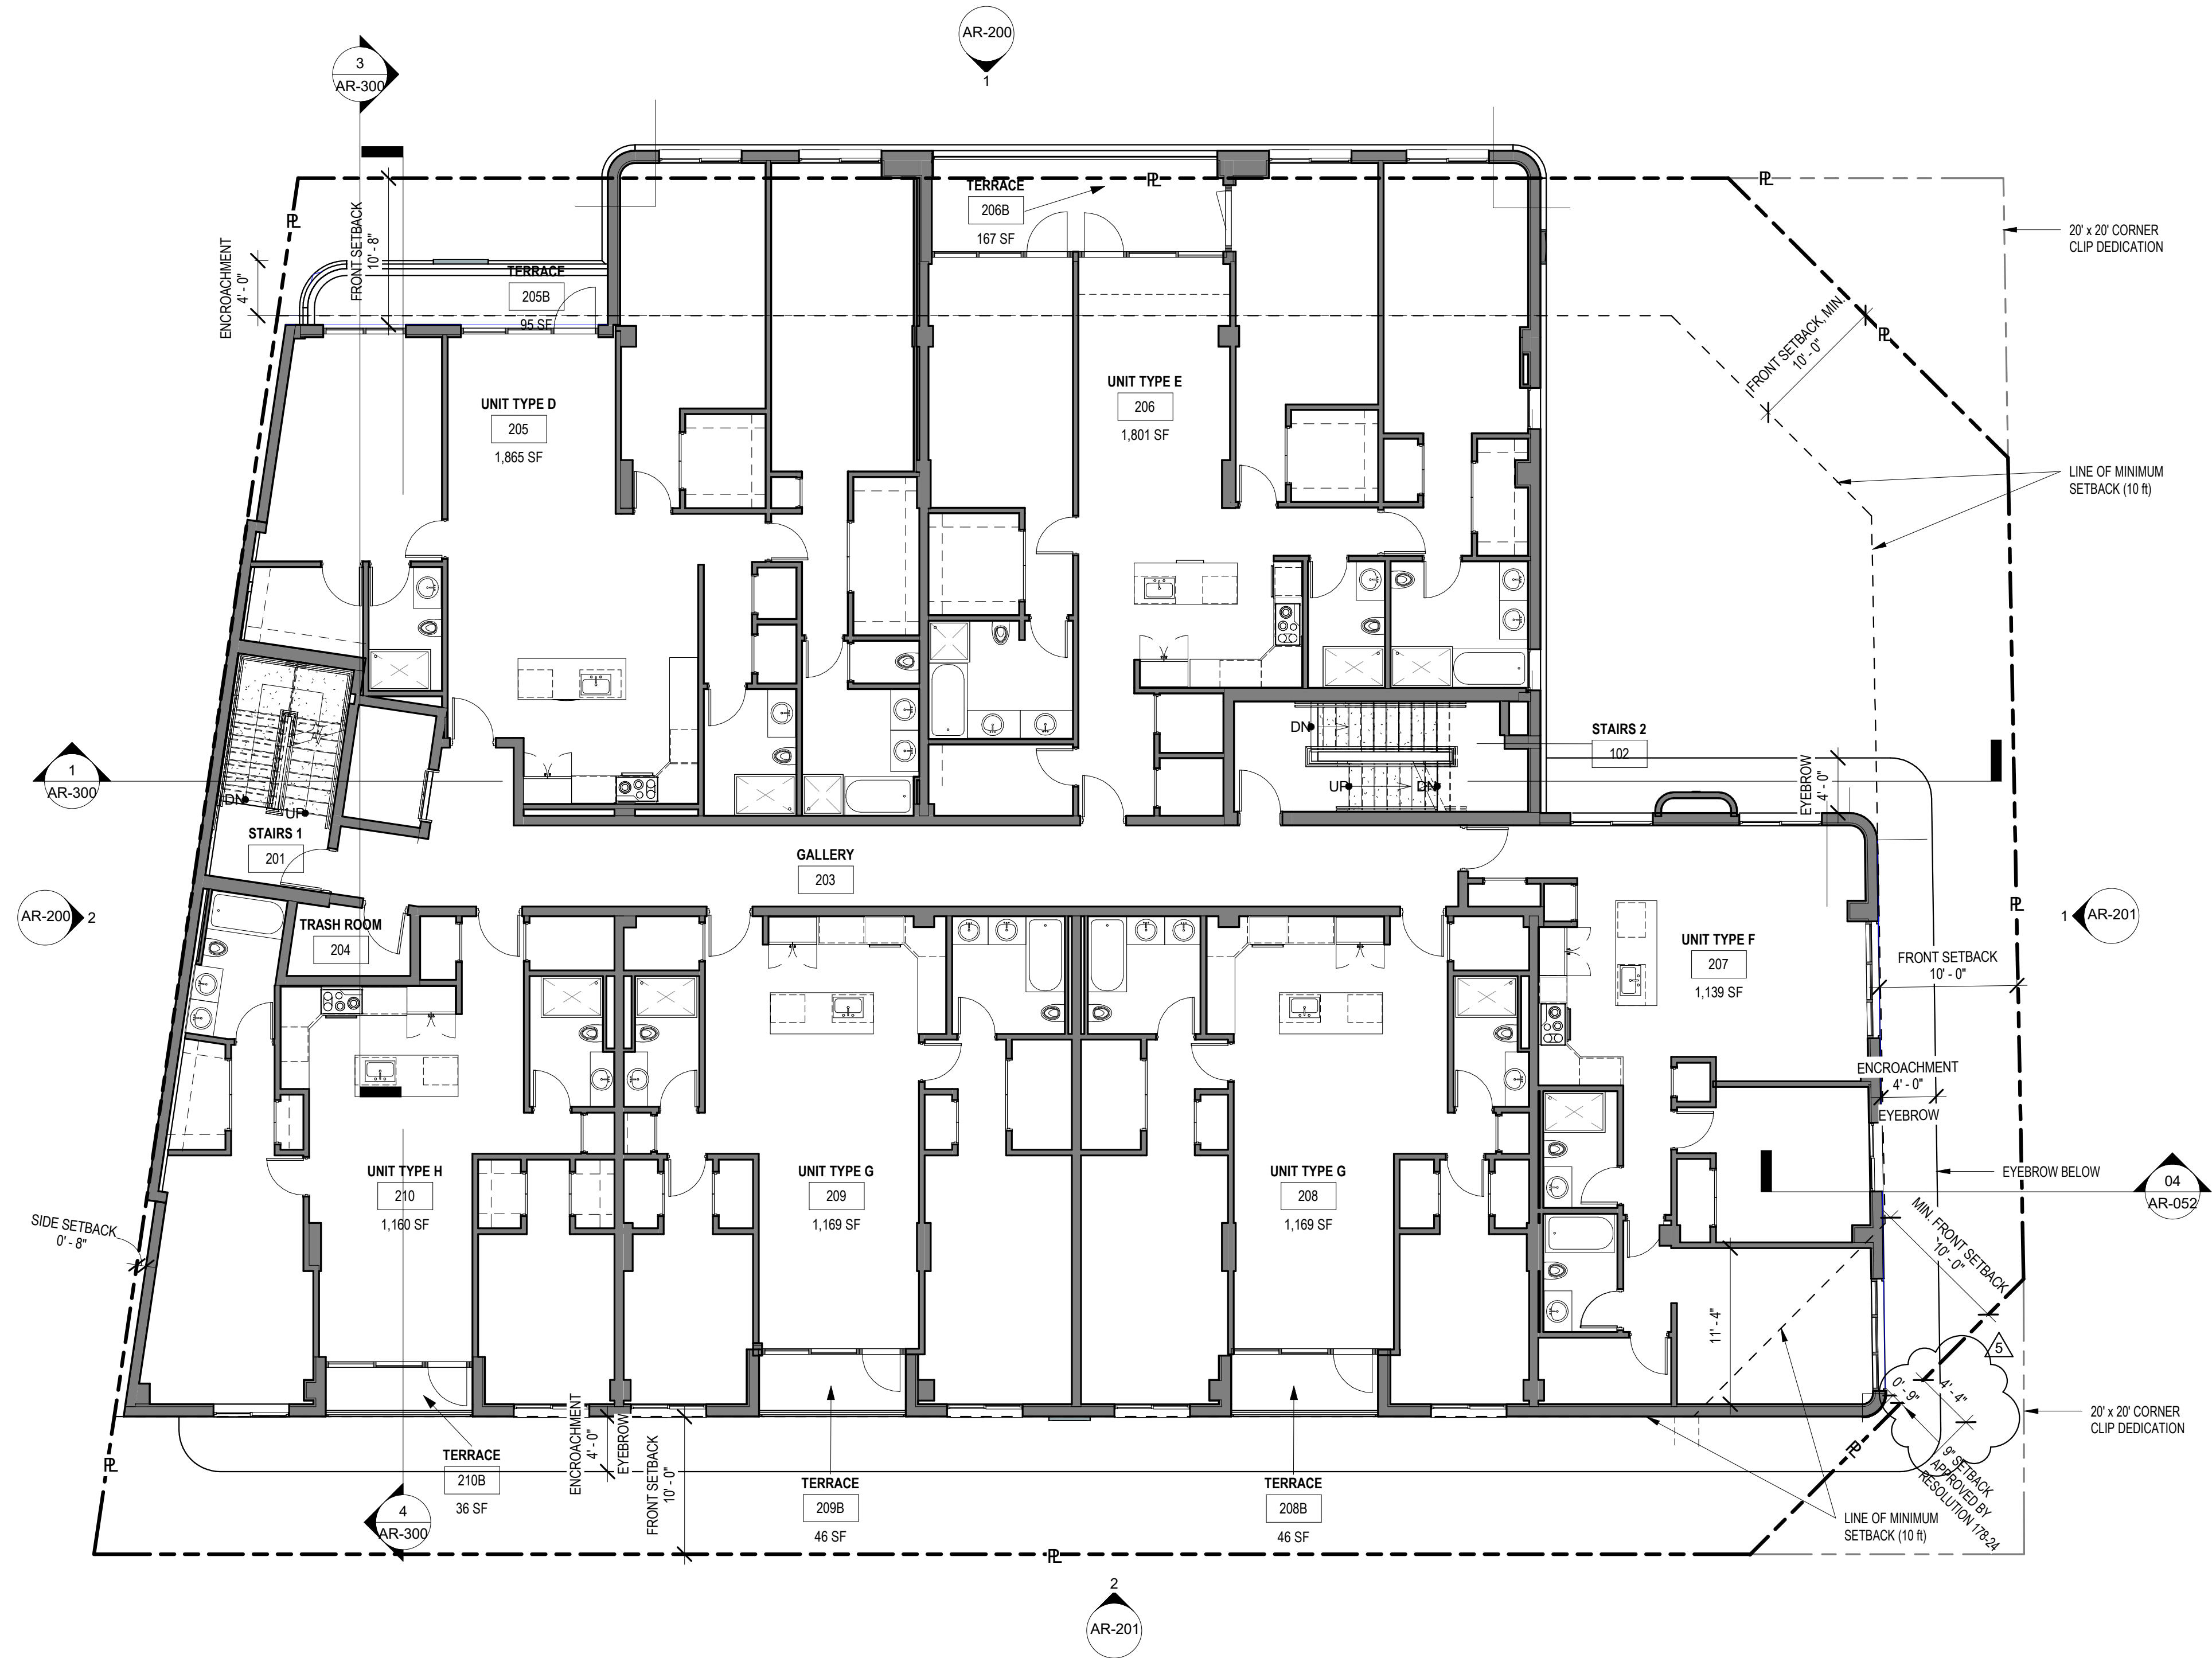 AR-200
1
3
AR-300
PL
PL
PL
TERRACE
206B
167 SF
20' x 20' CORNER
CLIP DEDICATION
ENCROACHMENT
4' - 0"
FRONT SETBACK
10' - 8"
TERRACE
205B
95 SF
FRONT SETBACK, MIN.
10' - 0"
PL
UNIT TYPE D
205
1,865 SF
UNIT TYPE E
206
1,801 SF
LINE OF MINIMUM
SETBACK (10 ft)
DN
STAIRS 2
102
EYEBROW
4' - 0"
1
AR-300
UP
DN
DN
UP
STAIRS 1
201
GALLERY
203
AR-200
2
TRASH ROOM
204
1
AR-201
PL
UNIT TYPE F
207
1,139 SF
FRONT SETBACK
10' - 0"
ENCROACHMENT
4' - 0"
EYEBROW
UNIT TYPE H
210
1,160 SF
UNIT TYPE G
209
1,169 SF
UNIT TYPE G
208
1,169 SF
EYEBROW BELOW
04
AR-052
SIDE SETBACK
0' - 8"
MIN. FRONT SETBACK
10' - 0"
11' - 4"
5
0' - 9"
4' - 4"
20' x 20' CORNER
CLIP DEDICATION
9" SETBACK
APPROVED BY
RESOLUTION 178-24
PL
PL
TERRACE
210B
36 SF
ENCROACHMENT
4' - 0"
EYEBROW
FRONT SETBACK
10' - 0"
TERRACE
209B
46 SF
TERRACE
208B
46 SF
LINE OF MINIMUM
SETBACK (10 ft)
4
AR-300
PL
2
AR-201